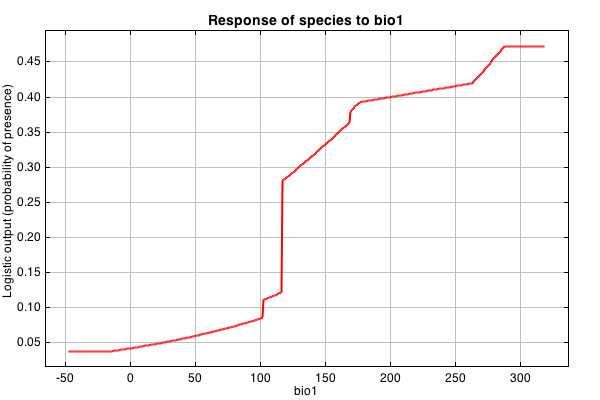 Response of species to bio1
Logistic output (probability of presence)
0.45
0.40
0.35
0.30
0.25
0.20
0.15
0.10
0.05
-50 0 50 100 150 200 250 300
bio1